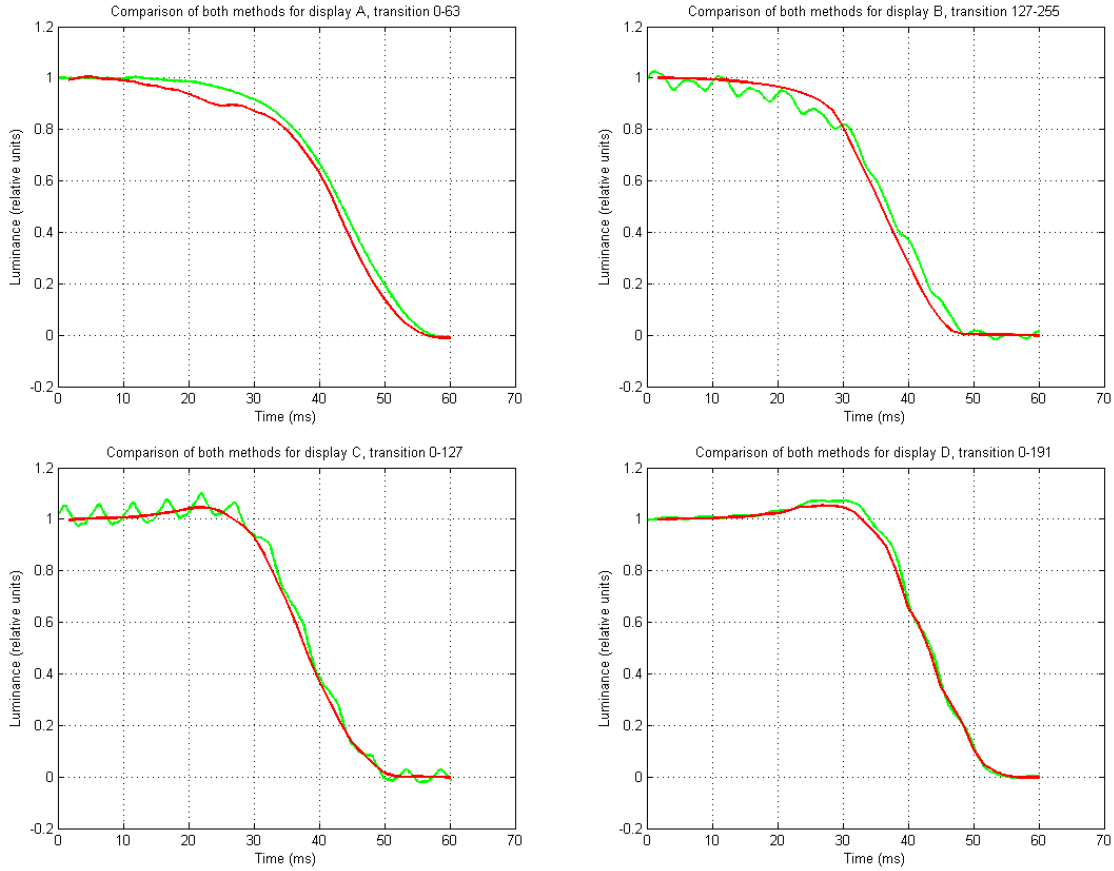 Comparison of both methods for display A, transition 0-63
1.2
1
0.8
0.6
0.4
0.2
0
-0.2
Luminance (relative units)
0 10 20 30 40 50 60 70
Time (ms)
Comparison of both methods for display B, transition 127-255
1.2
1
0.8
0.6
0.4
0.2
0
-0.2
Luminance (relative units)
0 10 20 30 40 50 60 70
Time (ms)
Comparison of both methods for display C, transition 0-127
1.2
1
0.8
0.6
0.4
0.2
0
-0.2
Luminance (relative units)
0 10 20 30 40 50 60 70
Time (ms)
Comparison of both methods for display D, transition 0-191
1.2
1
0.8
0.6
0.4
0.2
0
-0.2
Luminance (relative units)
0 10 20 30 40 50 60 70
Time (ms)